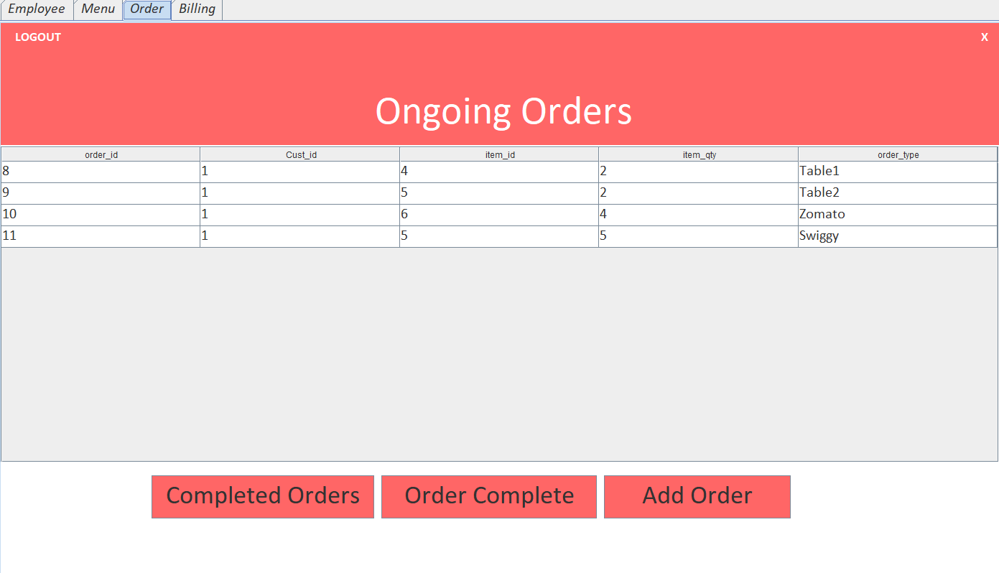 Employee Menu Order Billing
LOGOUT X
Ongoing Orders
order_id Cust_id item_id item_qty order_type
8 1 4 2 Table1
9 1 5 2 Table2
10 1 6 4 Zomato
11 1 5 5 Swiggy
Completed Orders Order Complete Add Order